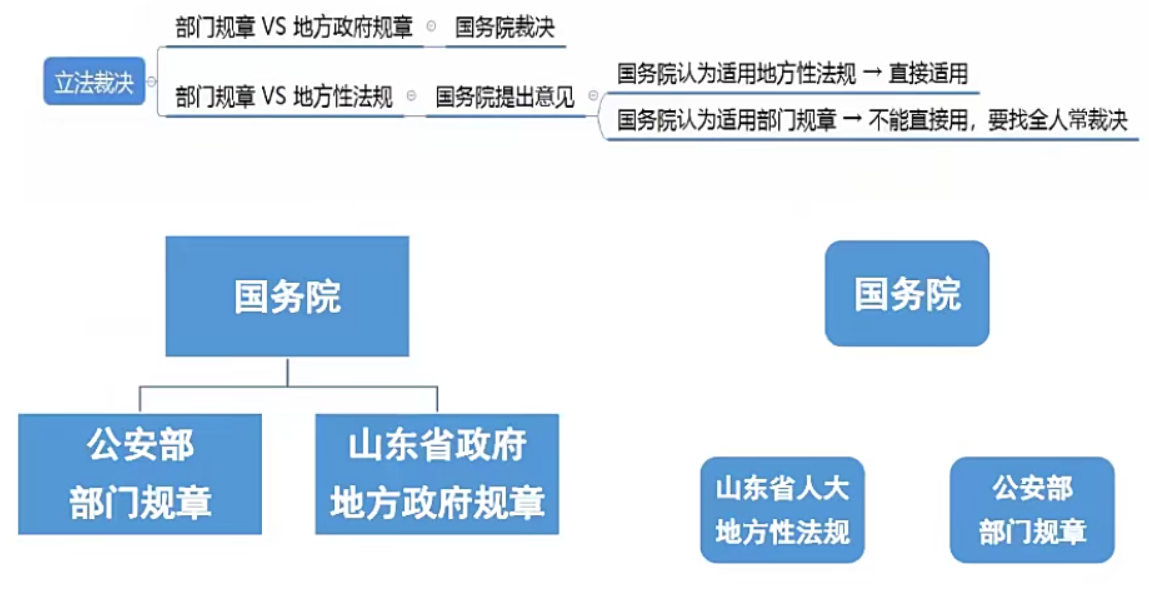 部门规章 VS 地方政府规章
国务院裁决
立法裁决
部门规章 VS 地方性法规
国务院提出意见
国务院认为适用地方性法规 → 直接适用
国务院认为适用部门规章 → 不能直接用，要找全人常裁决
国务院
公安部
部门规章
山东省政府
地方政府规章
国务院
山东省人大
地方性法规
公安部
部门规章